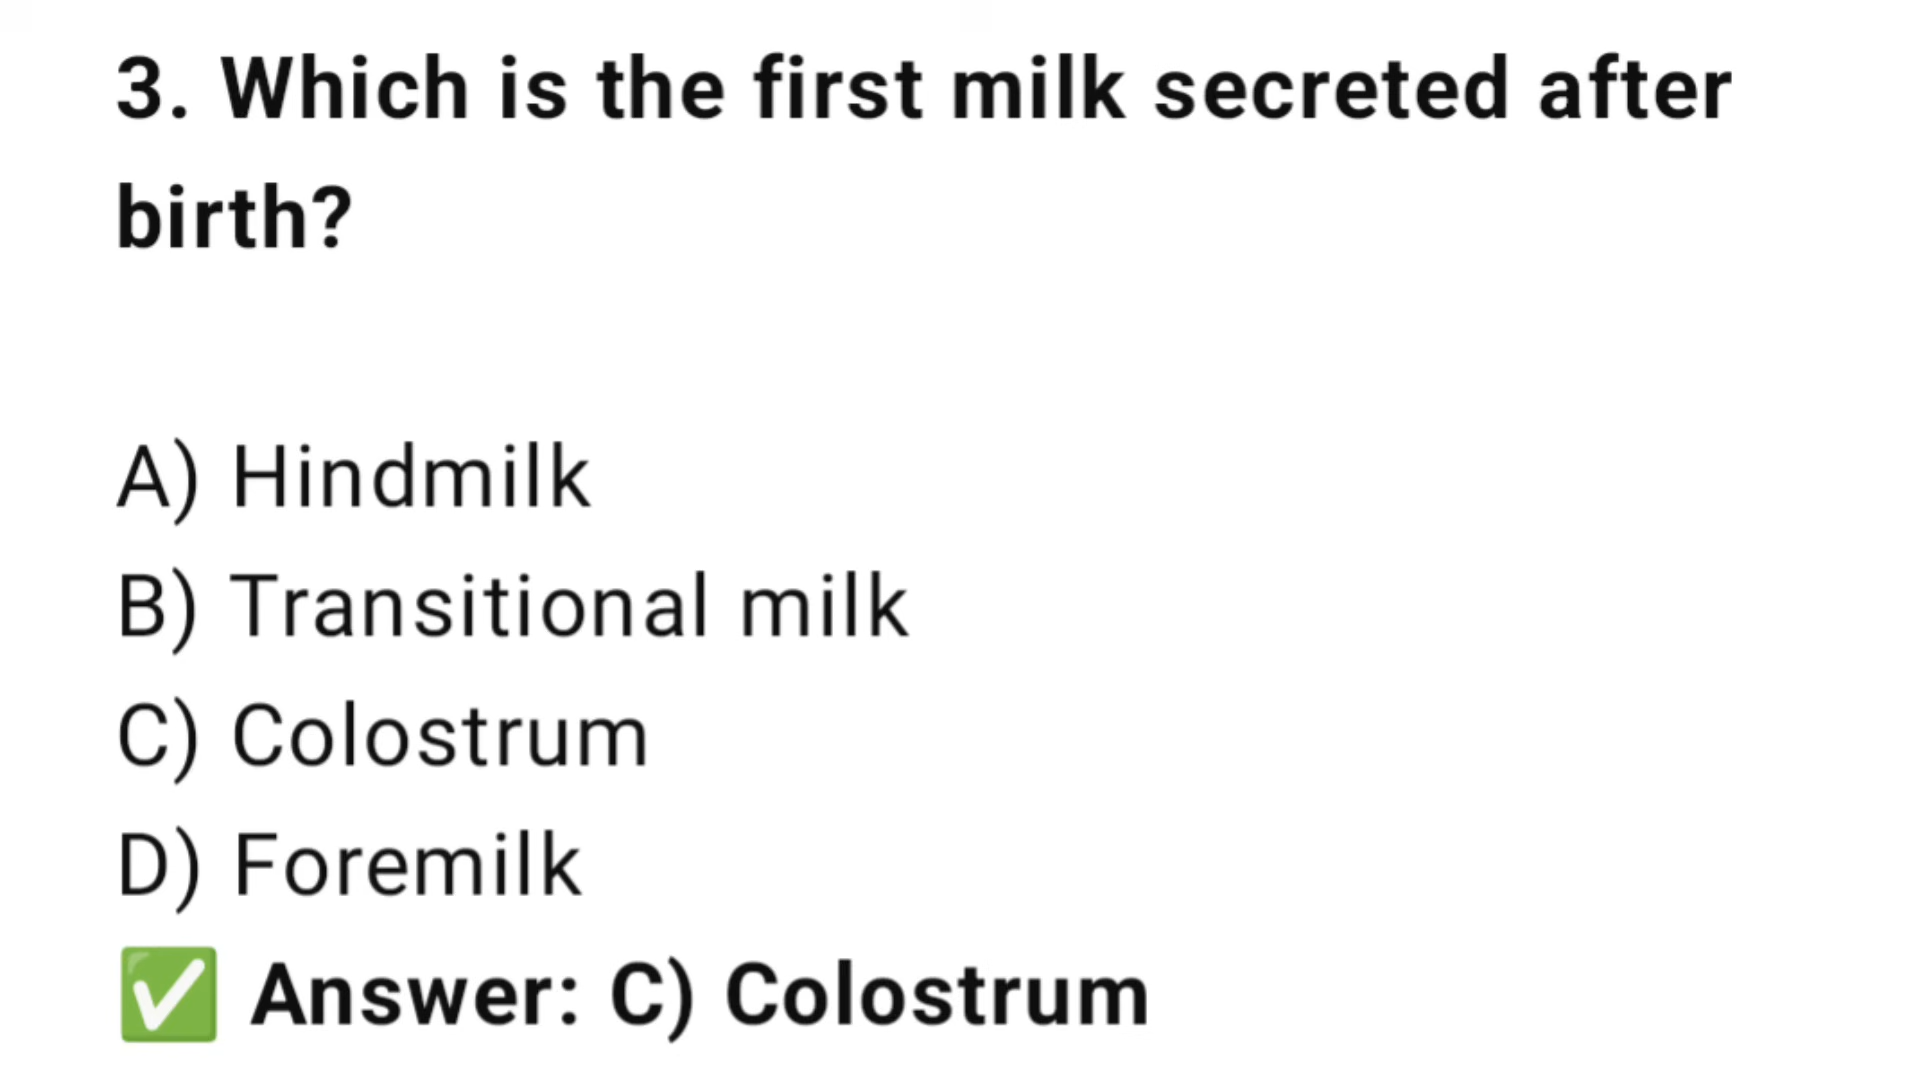 3. Which is the first milk secreted after
birth?
A) Hindmilk
B) Transitional milk
C) Colostrum
D) Foremilk
✅ Answer: C) Colostrum